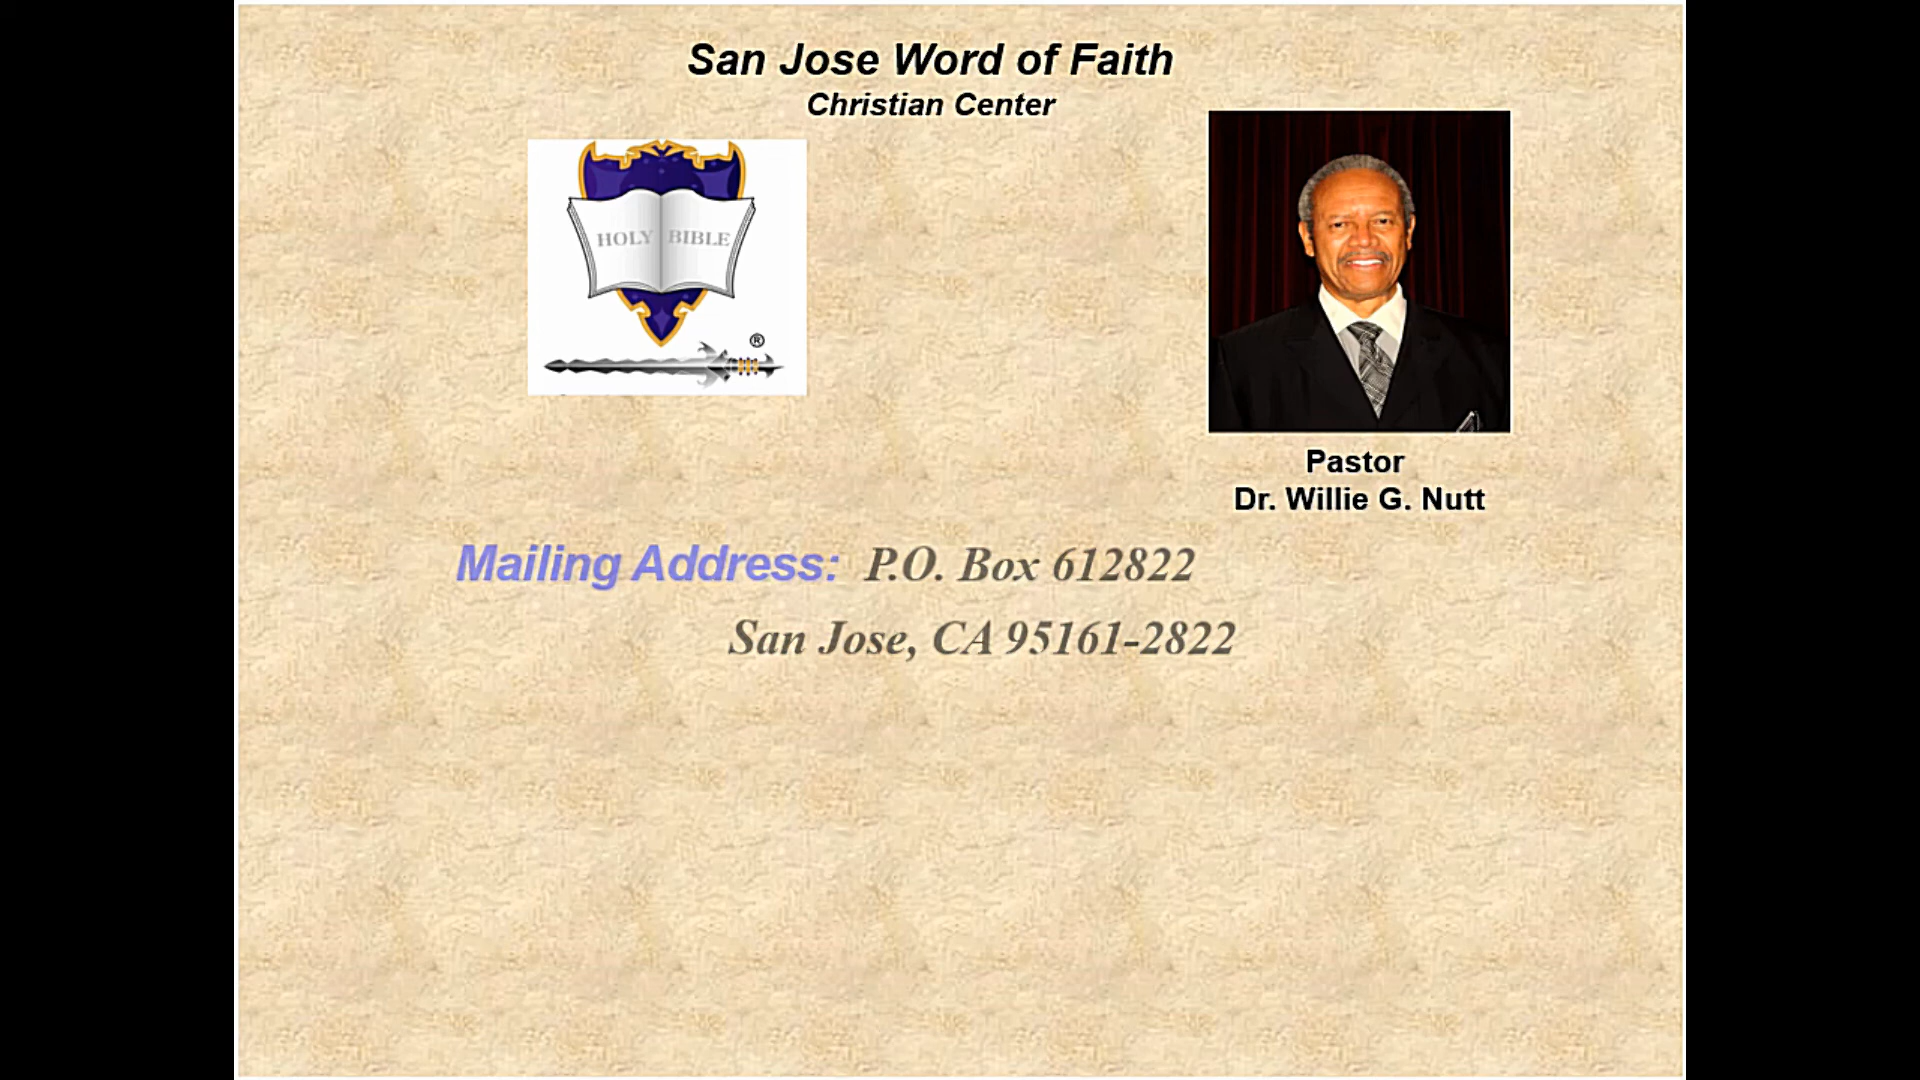 San Jose Word of Faith
Christian Center
HOLY BIBLE
®
Pastor
Dr. Willie G. Nutt
Mailing Address: P.O. Box 612822
San Jose, CA 95161-2822